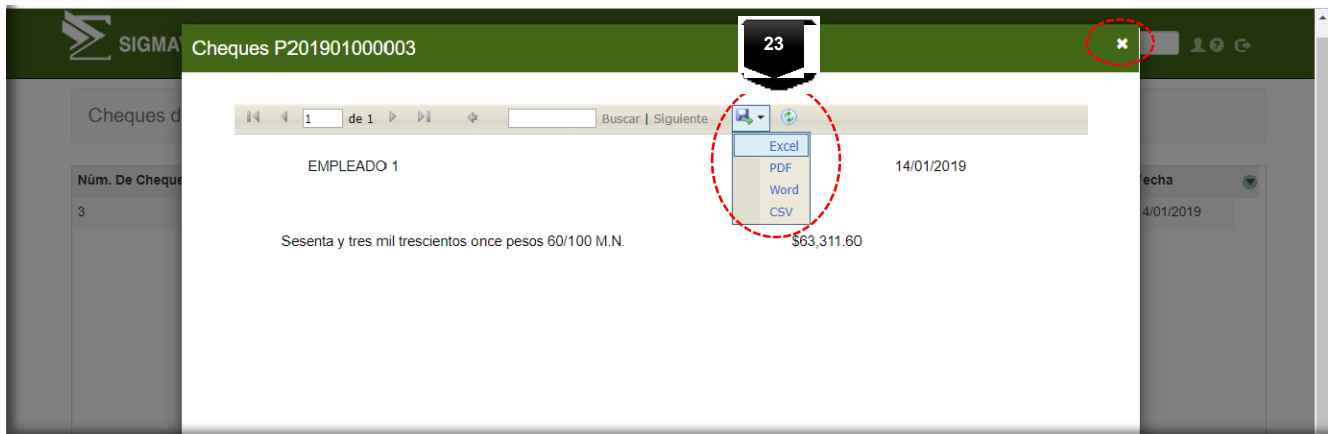 SIGMA
Cheques P201901000003
23
Cheques d
1 de 1 Buscar | Siguiente
Excel
PDF
Word
CSV
EMPLEADO 1 14/01/2019
Núm. De Cheque echa
3 4/01/2019
Sesenta y tres mil trescientos once pesos 60/100 M.N. $63,311.60